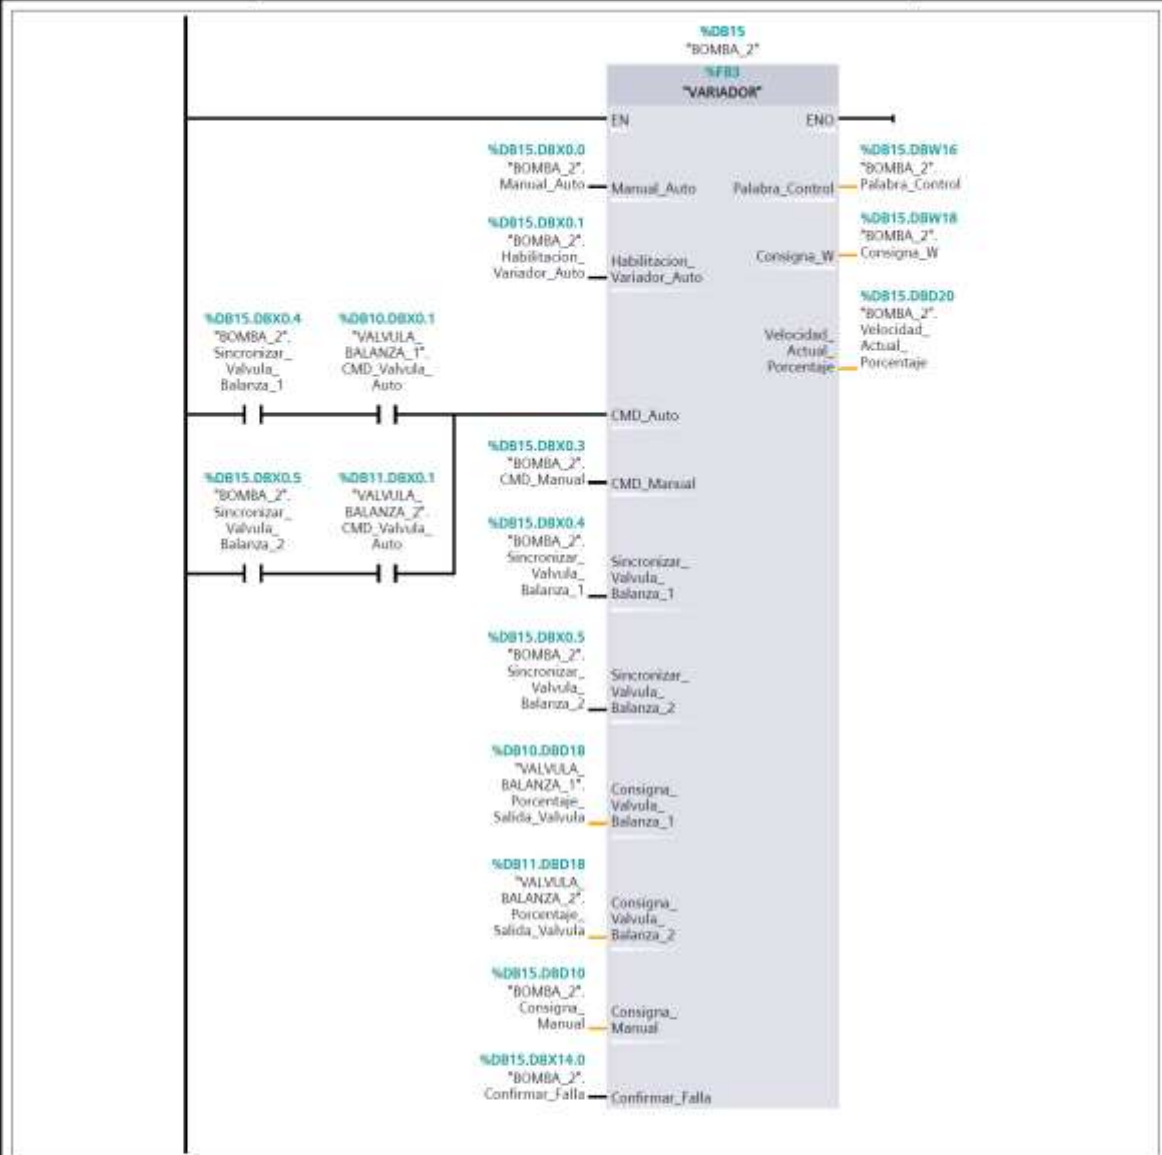 %DB15
"BOMBA_2"
%FB3
"VARIADOR"
EN
ENO
%DB15.DBX0.0
"BOMBA_2".
Manual_Auto
Manual_Auto
Palabra_Control
%DB15.DBW16
"BOMBA_2".
Palabra_Control
%DB15.DBX0.1
"BOMBA_2".
Habilitacion_
Variador_Auto
Habilitacion_
Variador_Auto
Consigna_W
%DB15.DBW18
"BOMBA_2".
Consigna_W
Velocidad_
Actual_
Porcentaje
%DB15.DBD20
"BOMBA_2".
Velocidad_
Actual_
Porcentaje
%DB15.DBX0.4
"BOMBA_2".
Sincronizar_
Valvula_
Balanza_1
%DB10.DBX0.1
"VALVULA_
BALANZA_1".
CMD_Valvula_
Auto
CMD_Auto
%DB15.DBX0.3
"BOMBA_2".
CMD_Manual
CMD_Manual
%DB15.DBX0.5
"BOMBA_2".
Sincronizar_
Valvula_
Balanza_2
%DB11.DBX0.1
"VALVULA_
BALANZA_2".
CMD_Valvula_
Auto
%DB15.DBX0.4
"BOMBA_2".
Sincronizar_
Valvula_
Balanza_1
Sincronizar_
Valvula_
Balanza_1
%DB15.DBX0.5
"BOMBA_2".
Sincronizar_
Valvula_
Balanza_2
Sincronizar_
Valvula_
Balanza_2
%DB10.DBD18
"VALVULA_
BALANZA_1".
Porcentaje_
Salida_Valvula
Consigna_
Valvula_
Balanza_1
%DB11.DBD18
"VALVULA_
BALANZA_2".
Porcentaje_
Salida_Valvula
Consigna_
Valvula_
Balanza_2
%DB15.DBD10
"BOMBA_2".
Consigna_
Manual
Consigna_
Manual
%DB15.DBX14.0
"BOMBA_2".
Confirmar_Falla
Confirmar_Falla